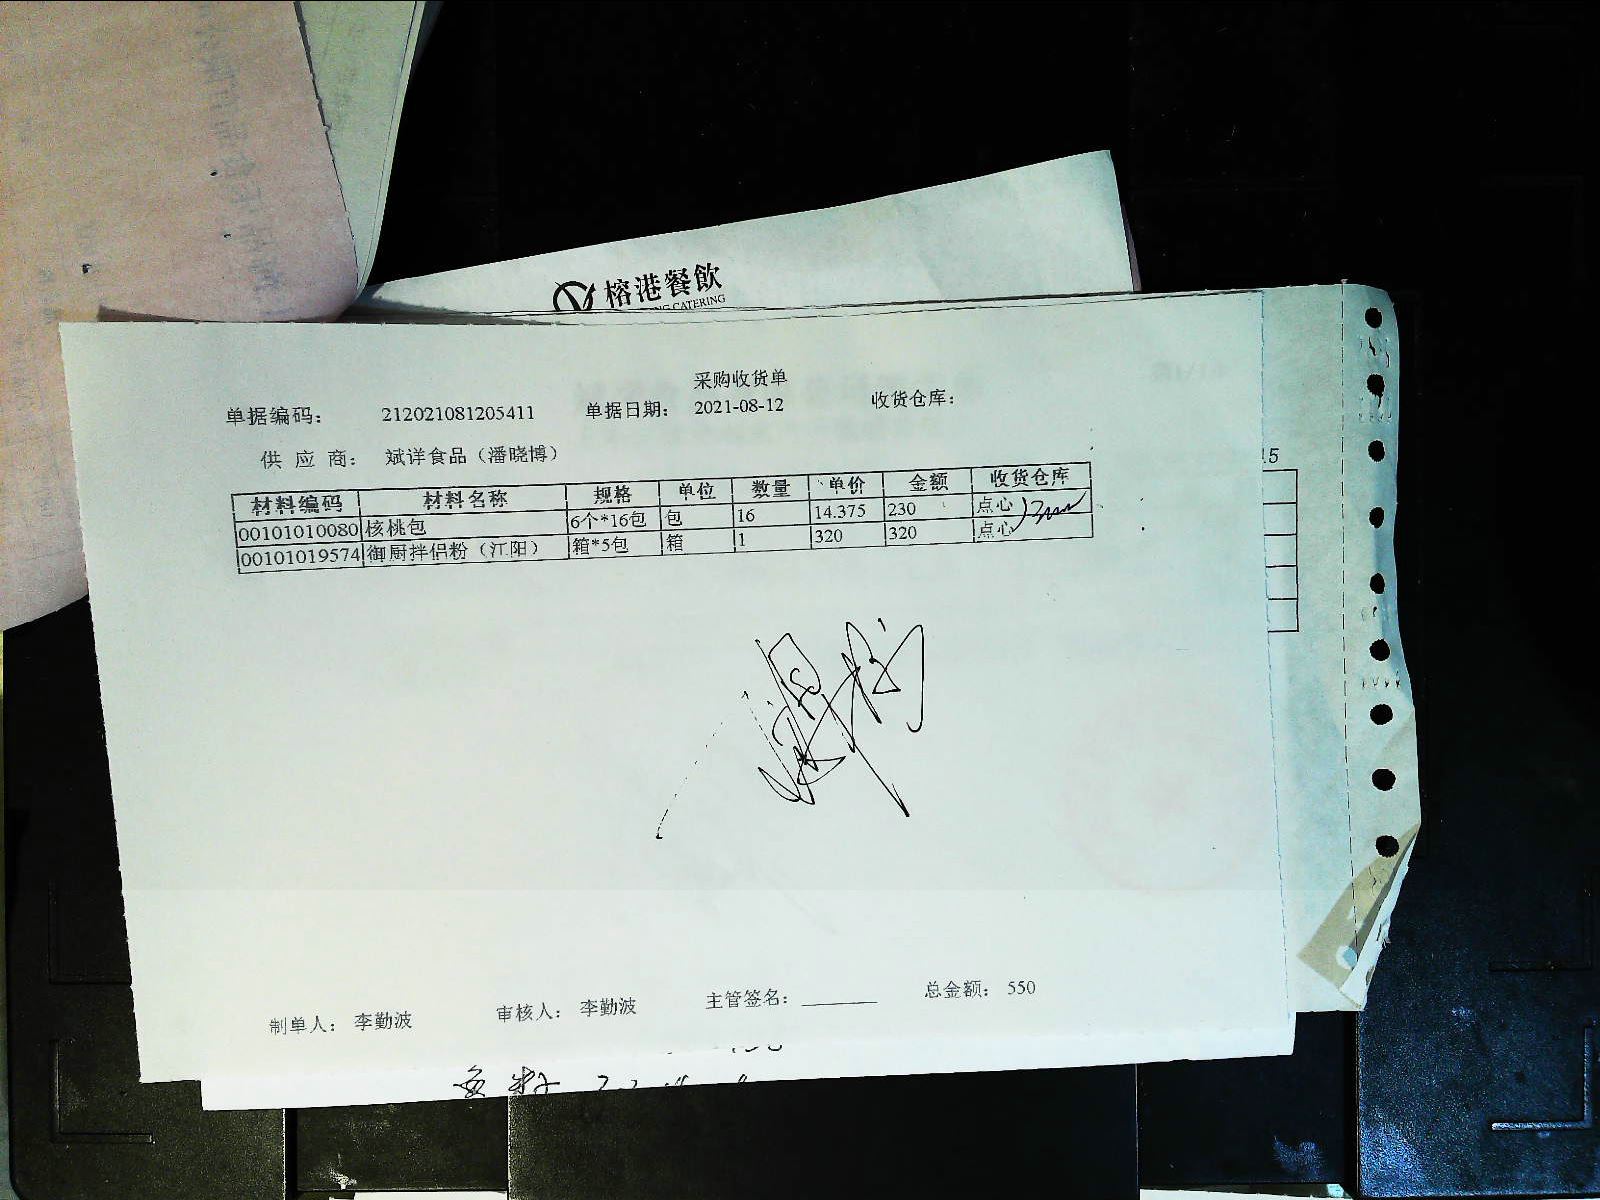 榕港餐飲
NG CATERING
采购收货单
单据编码： 212021081205411 单据日期： 2021-08-12 收货仓库：
供 应 商： 斌详食品（潘晓博）
材料编码 材料名称 规格 单位 数量 单价 金额 收货仓库
00101010080 核桃包 6个*16包 包 16 14.375 230 点心
00101019574 御厨拌侣粉（江阳） 箱*5包 箱 1 320 320 点心
制单人： 李勤波 审核人： 李勤波 主管签名： ________ 总金额： 550